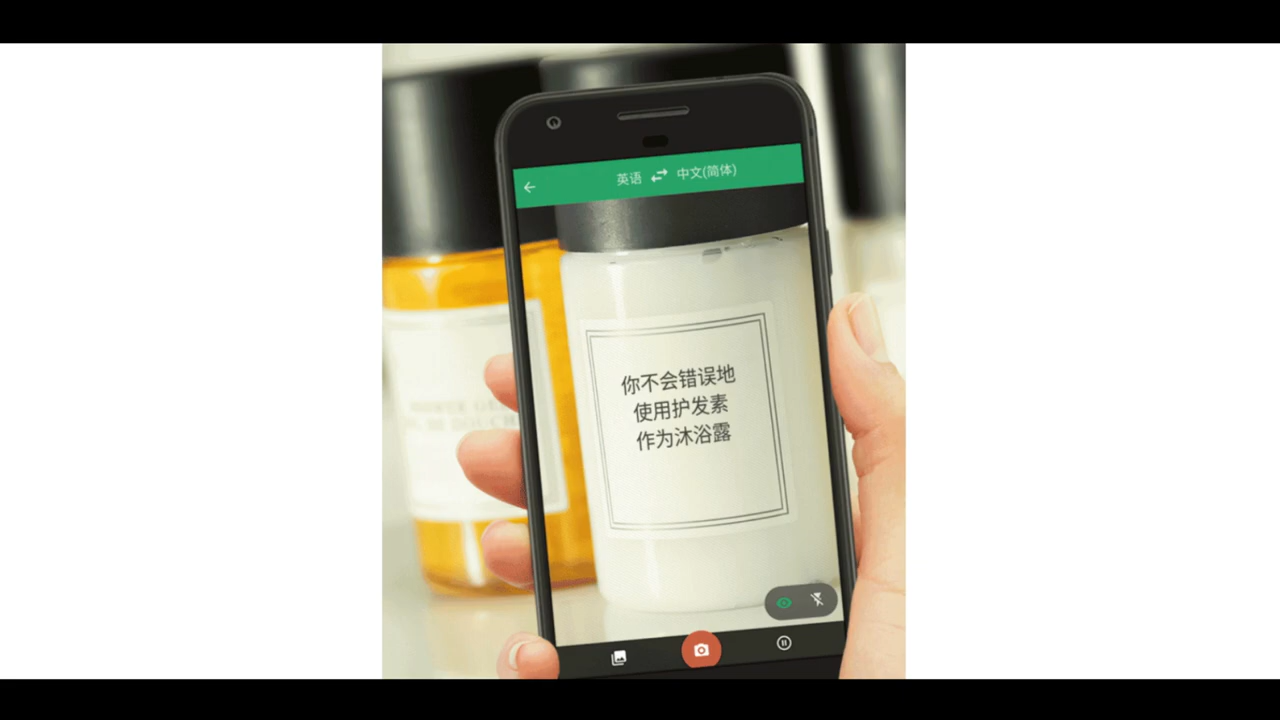 英语 中文(简体)
你不会错误地
使用护发素
作为沐浴露